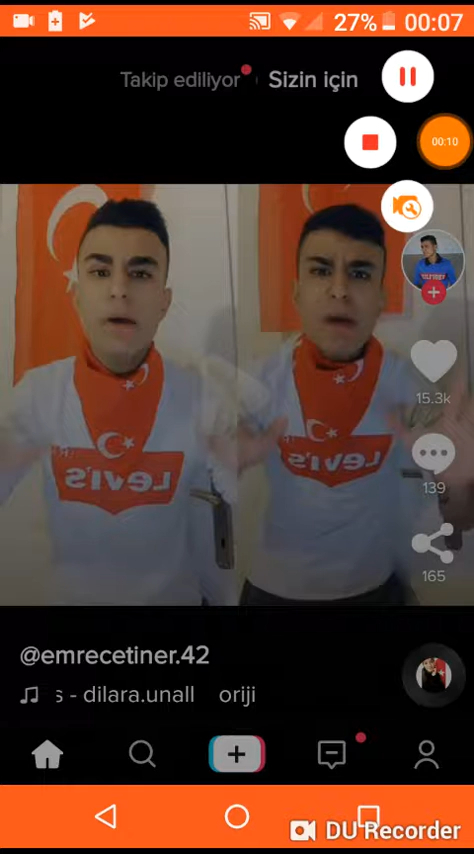 27% 00:07
Takip ediliyor Sizin için
00:10
LEVI'S LEVI'S
15.3k
139
165
@emrecetiner.42
s - dilara.unall oriji
DU Recorder